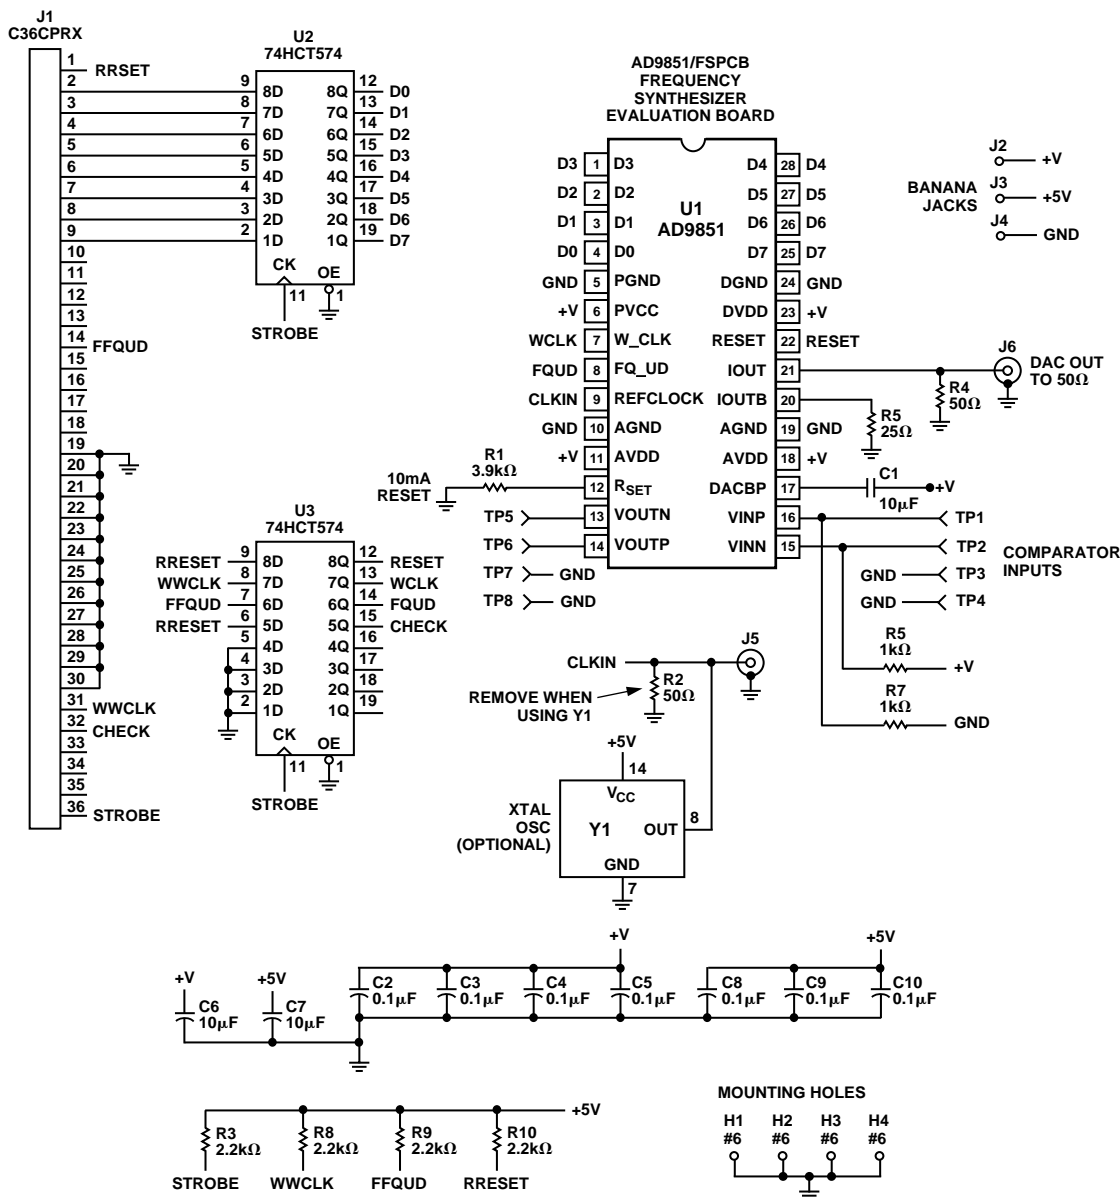 J1
C36CPRX
1 RRSET
2
3
4
5
6
7
8
9
10
11
12
13
14 FFQUD
15
16
17
18
19
20
21
22
23
24
25
26
27
28
29
30
31 WWCLK
32 CHECK
33
34
35
36 STROBE
U2
74HCT574
9 8D 8Q 12 D0
8 7D 7Q 13 D1
7 6D 6Q 14 D2
6 5D 5Q 15 D3
5 4D 4Q 16 D4
4 3D 3Q 17 D5
3 2D 2Q 18 D6
2 1D 1Q 19 D7
CK OE
11 1
STROBE
U3
74HCT574
RRESET 9 8D 8Q 12 RESET
WWCLK 8 7D 7Q 13 WCLK
FFQUD 7 6D 6Q 14 FQUD
RRESET 6 5D 5Q 15 CHECK
5 4D 4Q 16
4 3D 3Q 17
3 2D 2Q 18
2 1D 1Q 19
CK OE
11 1
STROBE
AD9851/FSPCB
FREQUENCY
SYNTHESIZER
EVALUATION BOARD
U1
AD9851
D3 1 D3 D4 28 D4
D2 2 D2 D5 27 D5
D1 3 D1 D6 26 D6
D0 4 D0 D7 25 D7
GND 5 PGND DGND 24 GND
+V 6 PVCC DVDD 23 +V
WCLK 7 W_CLK RESET 22 RESET
FQUD 8 FQ_UD IOUT 21
CLKIN 9 REFCLOCK IOUTB 20
GND 10 AGND AGND 19 GND
+V 11 AVDD AVDD 18 +V
12 RSET DACBP 17
TP5 13 VOUTN VINP 16 TP1
TP6 14 VOUTP VINN 15 TP2
TP7 GND
TP8 GND
GND TP3
GND TP4
COMPARATOR
INPUTS
10mA
RESET
R1
3.9kΩ
J2
+V
BANANA
JACKS
J3
+5V
J4
GND
J6
DAC OUT
TO 50Ω
R4
50Ω
R5
25Ω
C1
10μF
+V
R5
1kΩ
+V
R7
1kΩ
GND
CLKIN
J5
R2
50Ω
REMOVE WHEN
USING Y1
+5V
14
VCC
XTAL
OSC
(OPTIONAL)
Y1
OUT
8
GND
7
+V
C6
10μF
+5V
C7
10μF
+V
C2
0.1μF
C3
0.1μF
C4
0.1μF
C5
0.1μF
+5V
C8
0.1μF
C9
0.1μF
C10
0.1μF
+5V
R3
2.2kΩ
R8
2.2kΩ
R9
2.2kΩ
R10
2.2kΩ
STROBE WWCLK FFQUD RRESET
MOUNTING HOLES
H1 H2 H3 H4
#6 #6 #6 #6